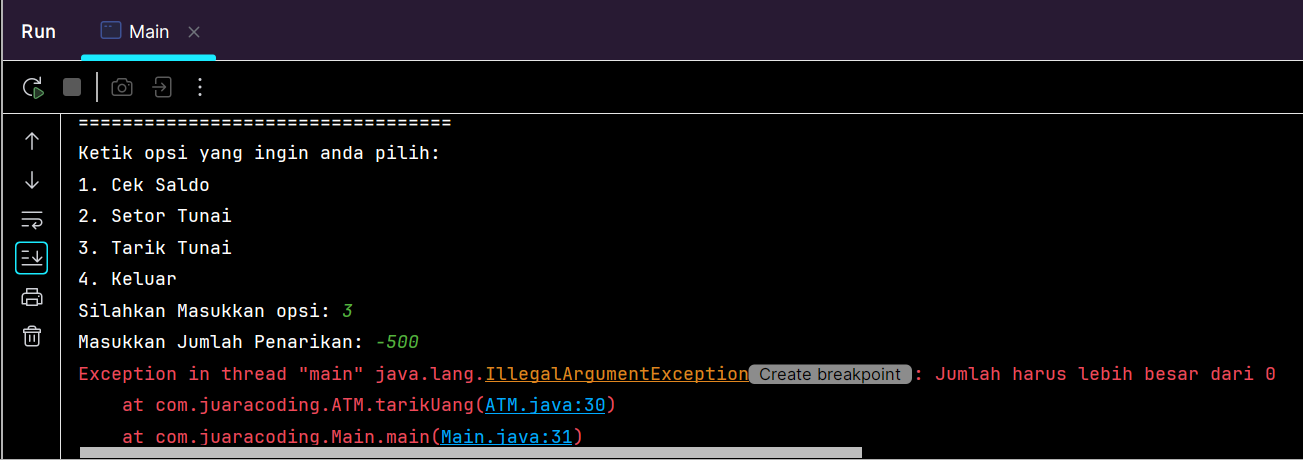 Run Main
==================================
Ketik opsi yang ingin anda pilih:
1. Cek Saldo
2. Setor Tunai
3. Tarik Tunai
4. Keluar
Silahkan Masukkan opsi: 3
Masukkan Jumlah Penarikan: -500
Exception in thread "main" java.lang.IllegalArgumentException Create breakpoint : Jumlah harus lebih besar dari 0
at com.juaracoding.ATM.tarikUang(ATM.java:30)
at com.juaracoding.Main.main(Main.java:31)